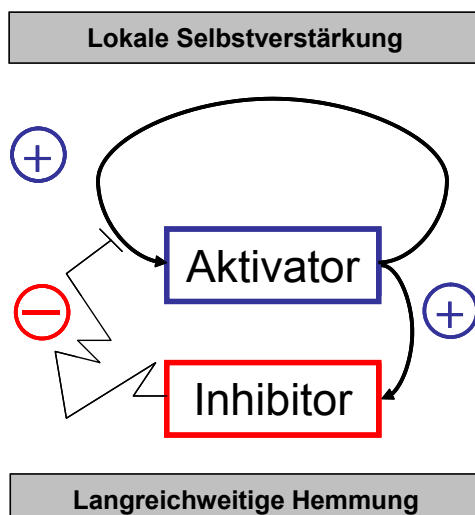 Lokale Selbstverstärkung
+
Aktivator
−
+
Inhibitor
Langreichweitige Hemmung